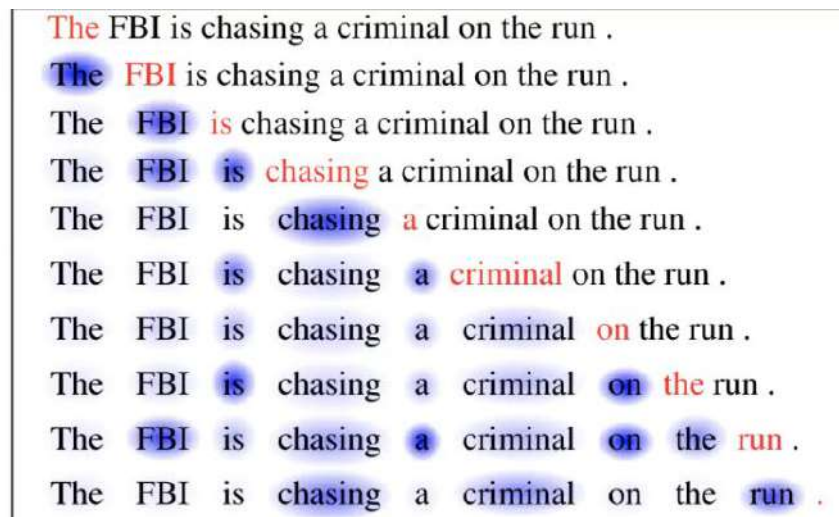 The FBI is chasing a criminal on the run .
The FBI is chasing a criminal on the run .
The FBI is chasing a criminal on the run .
The FBI is chasing a criminal on the run .
The FBI is chasing a criminal on the run .
The FBI is chasing a criminal on the run .
The FBI is chasing a criminal on the run .
The FBI is chasing a criminal on the run .
The FBI is chasing a criminal on the run .
The FBI is chasing a criminal on the run .